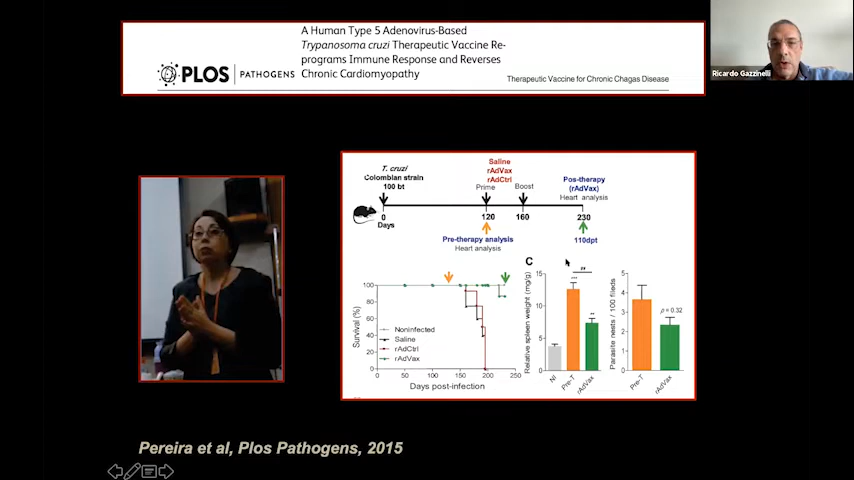 A Human Type 5 Adenovirus-Based
Trypanosoma cruzi Therapeutic Vaccine Re-
programs Immune Response and Reverses
Chronic Cardiomyopathy
PLOS PATHOGENS
Therapeutic Vaccine for Chronic Chagas Disease
Ricardo Gazzinelli
T. cruzi
Colombian strain
100 bt
Saline
rAdVax
rAdCtrl
Prime
Boost
Pos-therapy
(rAdVax)
Heart analysis
0
120
160
230
Days
Pre-therapy analysis
Heart analysis
110dpt
100
80
60
40
20
0
Survival (%)
Noninfected
Saline
rAdCtrl
rAdVax
0 50 100 150 200 250
Days post-infection
C
15
10
5
0
Relative spleen weight (mg/g)
##
***
**
NI
Pre-T
rAdVax
5
4
3
2
1
0
Parasite nests / 100 fileds
p = 0.32
Pre-T
rAdVax
Pereira et al, Plos Pathogens, 2015